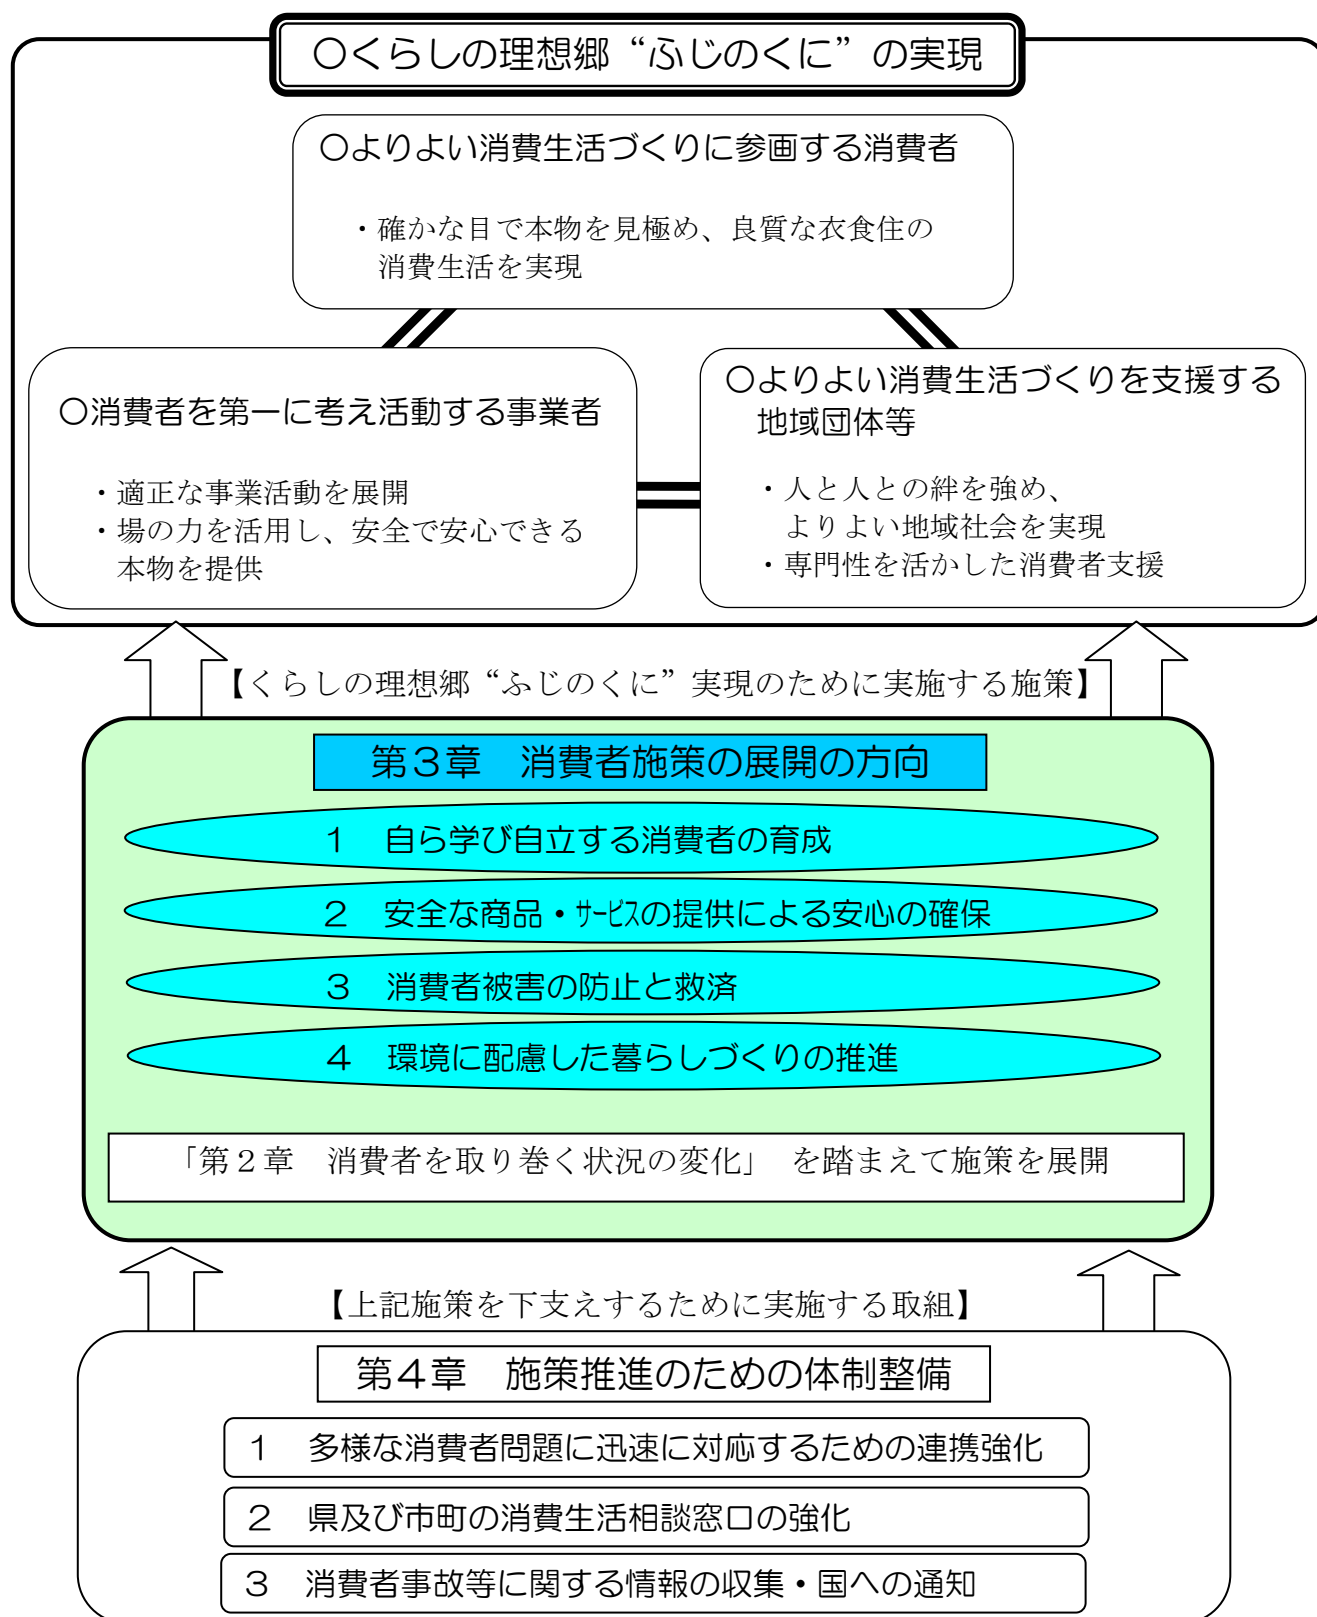 〇くらしの理想郷“ふじのくに”の実現
〇よりよい消費生活づくりに参画する消費者
・確かな目で本物を見極め、良質な衣食住の
消費生活を実現
〇消費者を第一に考え活動する事業者
・適正な事業活動を展開
・場の力を活用し、安全で安心できる
本物を提供
〇よりよい消費生活づくりを支援する
地域団体等
・人と人との絆を強め、
よりよい地域社会を実現
・専門性を活かした消費者支援
【くらしの理想郷“ふじのくに”実現のために実施する施策】
第３章　消費者施策の展開の方向
１　自ら学び自立する消費者の育成
２　安全な商品・ｻｰﾋﾞｽの提供による安心の確保
３　消費者被害の防止と救済
４　環境に配慮した暮らしづくりの推進
「第２章　消費者を取り巻く状況の変化」　を踏まえて施策を展開
【上記施策を下支えするために実施する取組】
第４章　施策推進のための体制整備
１　多様な消費者問題に迅速に対応するための連携強化
２　県及び市町の消費生活相談窓口の強化
３　消費者事故等に関する情報の収集・国への通知